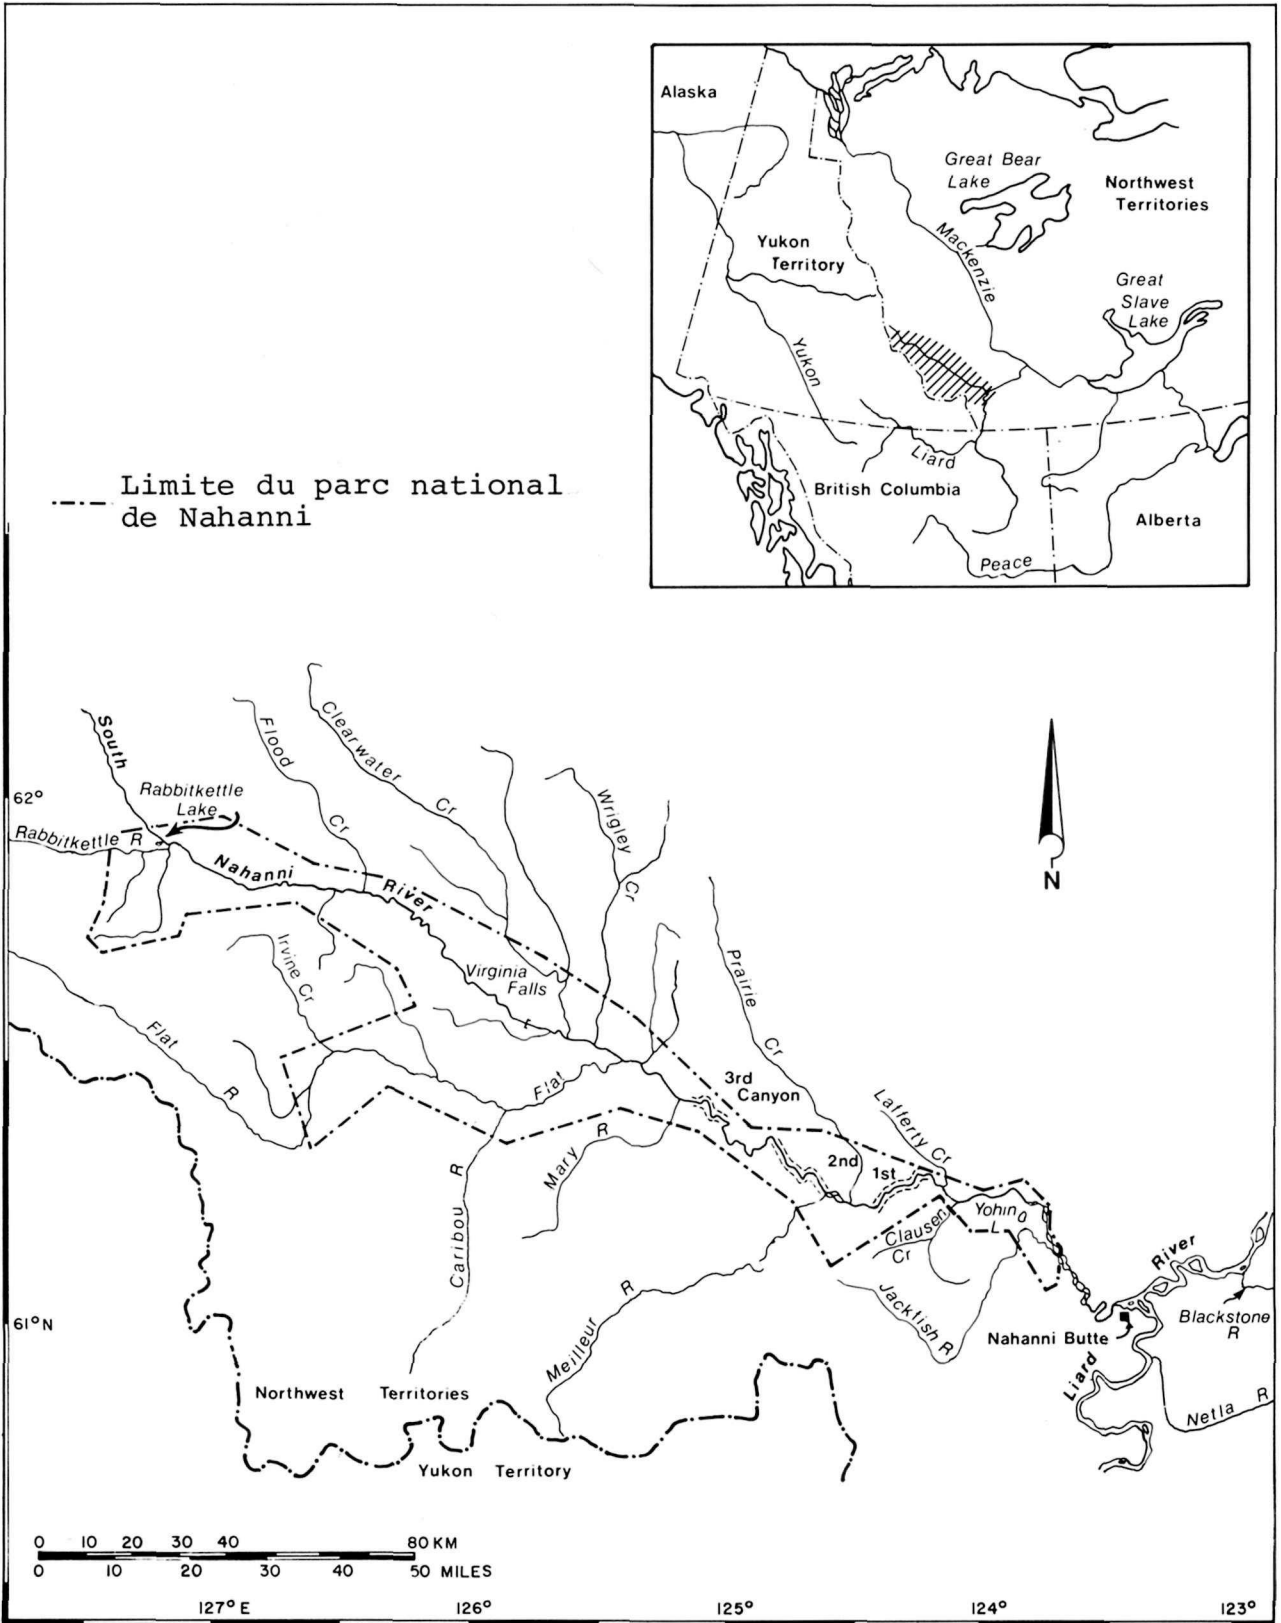 Alaska
Great Bear
Lake
Northwest
Territories
Mackenzie
Yukon
Territory
Great
Slave
Lake
Yukon
Liard
British Columbia
Alberta
Peace
Limite du parc national
de Nahanni
South
Flood
Cr
Clearwater
Cr
Rabbitkettle
Lake
62°
Rabbitkettle R
Nahanni
River
Wrigley
Cr
N
Irvine Cr
Virginia
Falls
Prairie
Cr
Flat
R
Flat
3rd
Canyon
Lafferty Cr
Mary R
2nd
1st
Caribou R
Clausen
Cr
Yohin
L
River
Meilleur R
Jackfish R
Blackstone
R
61°N
Nahanni Butte
Liard
Northwest Territories
Netla R
Yukon Territory
0 10 20 30 40 80 KM
0 10 20 30 40 50 MILES
127° E 126° 125° 124° 123°